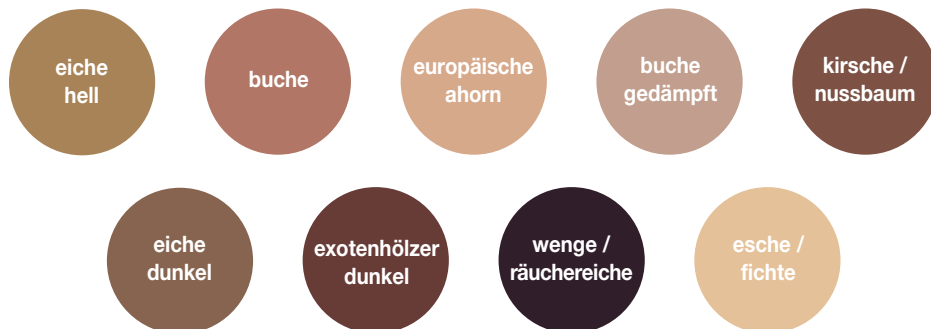 eiche
hell
buche
europäische
ahorn
buche
gedämpft
kirsche /
nussbaum
eiche
dunkel
exotenhölzer
dunkel
wenge /
räuchereiche
esche /
fichte